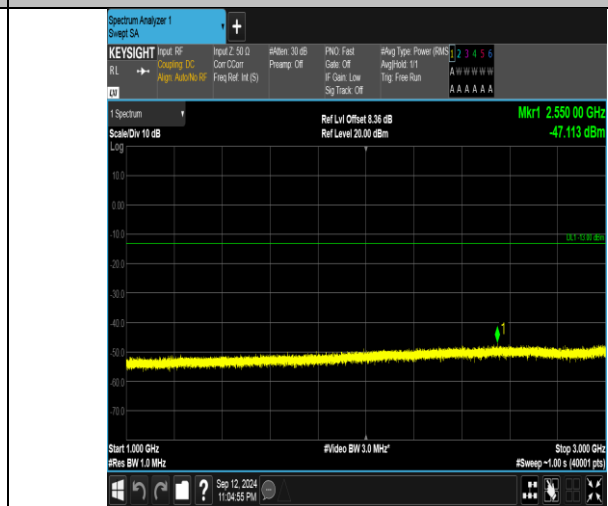 Spectrum Analyzer 1
Swept SA
KEYSIGHT Input: RF Input Z: 50 Ω #Atten: 30 dB PNO: Fast #Avg Type: Power (RMS 1 2 3 4 5 6
RL Coupling: DC Corr CCorr Preamp: Off Gate: Off Avg|Hold: 1/1 A W W W W W
Align: Auto/No RF Freq Ref: Int (S) IF Gain: Low Trig: Free Run
LXI Sig Track: Off A A A A A A
1 Spectrum Ref Lvl Offset 8.36 dB Mkr1 2.550 00 GHz
Scale/Div 10 dB Ref Level 20.00 dBm -47.113 dBm
Log
10.0
0.00
-10.0
DL1 -13.00 dBm
-20.0
-30.0
1
-40.0
-50.0
-60.0
-70.0
Start 1.000 GHz #Video BW 3.0 MHz* Stop 3.000 GHz
#Res BW 1.0 MHz #Sweep ~1.00 s (40001 pts)
Sep 12, 2024
11:04:55 PM